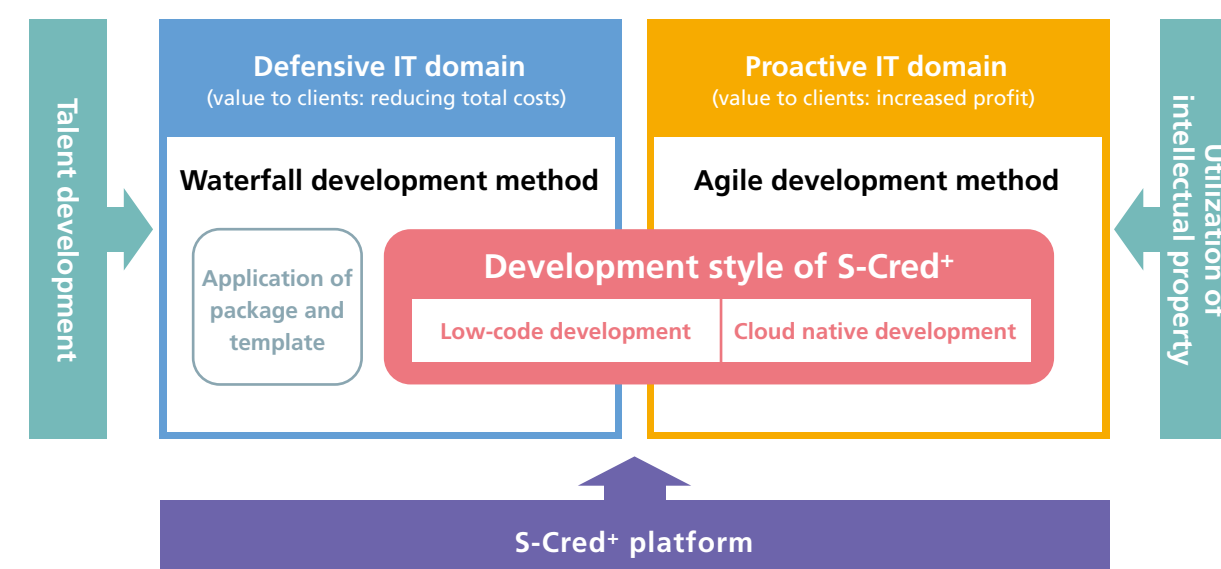 Talent development
Defensive IT domain
(value to clients: reducing total costs)
Waterfall development method
Application of
package and
template
Proactive IT domain
(value to clients: increased profit)
Agile development method
Development style of S-Cred⁺
Low-code development
Cloud native development
Utilization of
intellectual property
S-Cred⁺ platform